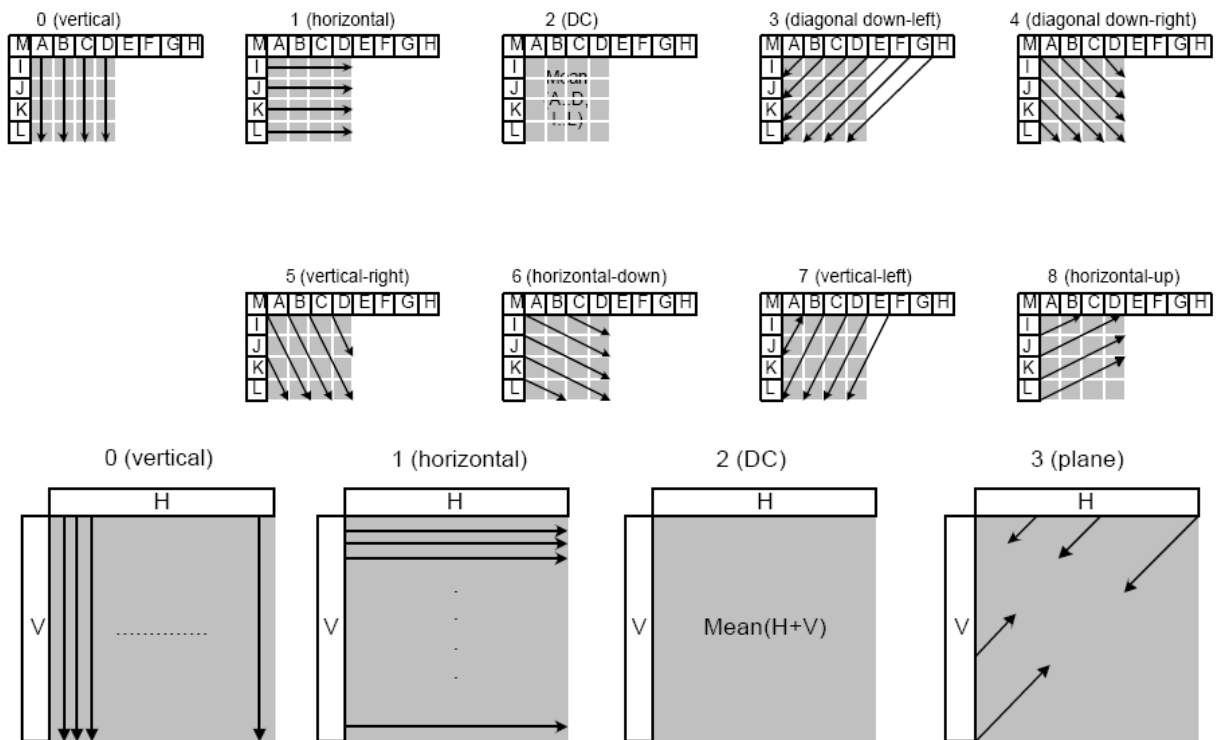 0 (vertical) 1 (horizontal) 2 (DC) 3 (diagonal down-left) 4 (diagonal down-right)
M A B C D E F G H M A B C D E F G H M A B C D E F G H M A B C D E F G H M A B C D E F G H
I I I I I
J J J J J
K K K K K
L L L L L
Mean
(A..D,
I...L)
5 (vertical-right) 6 (horizontal-down) 7 (vertical-left) 8 (horizontal-up)
M A B C D E F G H M A B C D E F G H M A B C D E F G H M A B C D E F G H
I I I I
J J J J
K K K K
L L L L
0 (vertical) 1 (horizontal) 2 (DC) 3 (plane)
H H H H
V .............. V V Mean(H+V) V